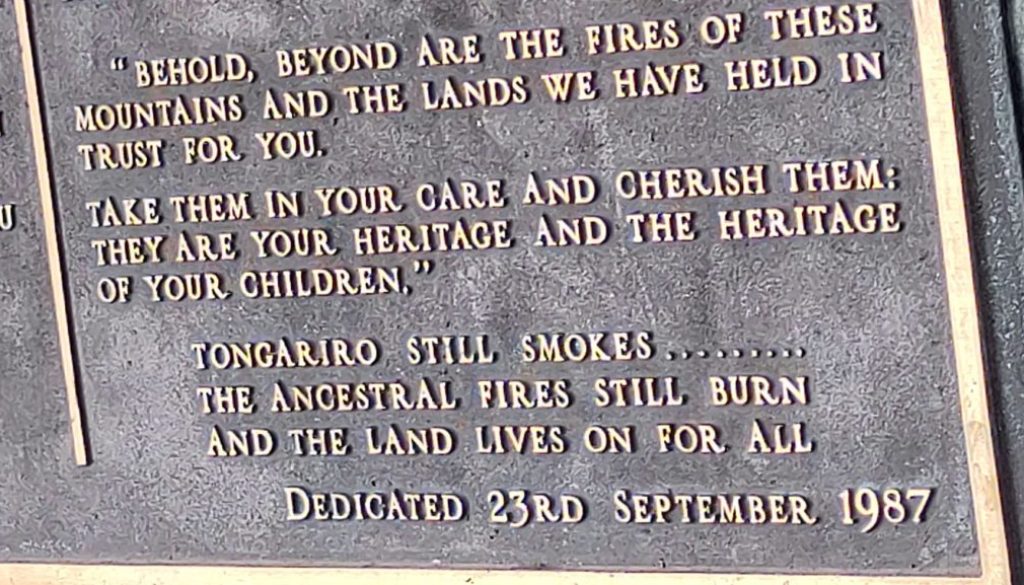 "BEHOLD, BEYOND ARE THE FIRES OF THESE
MOUNTAINS AND THE LANDS WE HAVE HELD IN
TRUST FOR YOU.
TAKE THEM IN YOUR CARE AND CHERISH THEM:
THEY ARE YOUR HERITAGE AND THE HERITAGE
OF YOUR CHILDREN."
TONGARIRO STILL SMOKES..........
THE ANCESTRAL FIRES STILL BURN
AND THE LAND LIVES ON FOR ALL
DEDICATED 23RD SEPTEMBER 1987